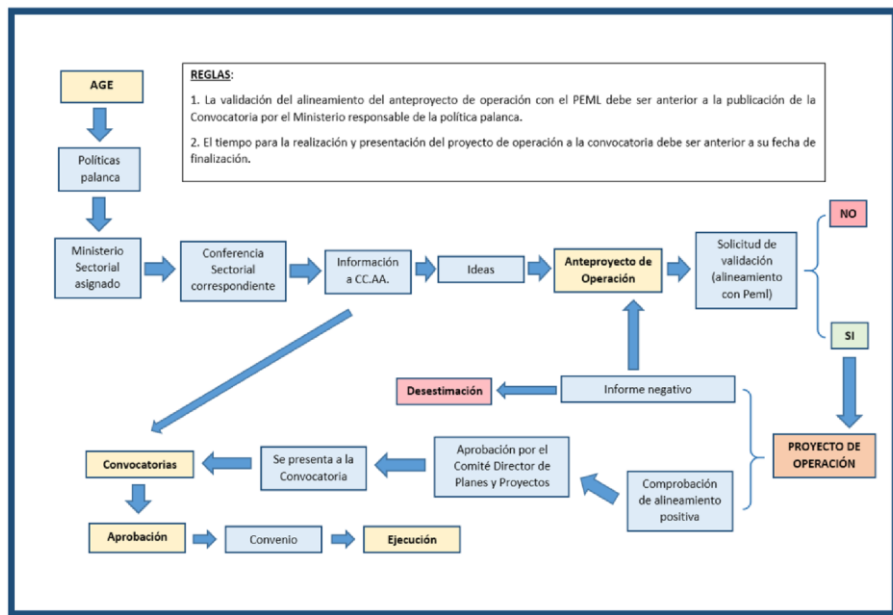 AGE
REGLAS:
1. La validación del alineamiento del anteproyecto de operación con el PEML debe ser anterior a la publicación de la
Convocatoria por el Ministerio responsable de la política palanca.
2. El tiempo para la realización y presentación del proyecto de operación a la convocatoria debe ser anterior a su fecha de
finalización.
Políticas
palanca
Ministerio
Sectorial
asignado
Conferencia
Sectorial
correspondiente
Información
a CC.AA.
Ideas
Anteproyecto de
Operación
Solicitud de
validación
(alineamiento
con Peml)
NO
SI
Desestimación
Informe negativo
PROYECTO DE
OPERACIÓN
Convocatorias
Se presenta a la
Convocatoria
Aprobación por el
Comité Director de
Planes y Proyectos
Comprobación
de alineamiento
positiva
Aprobación
Convenio
Ejecución